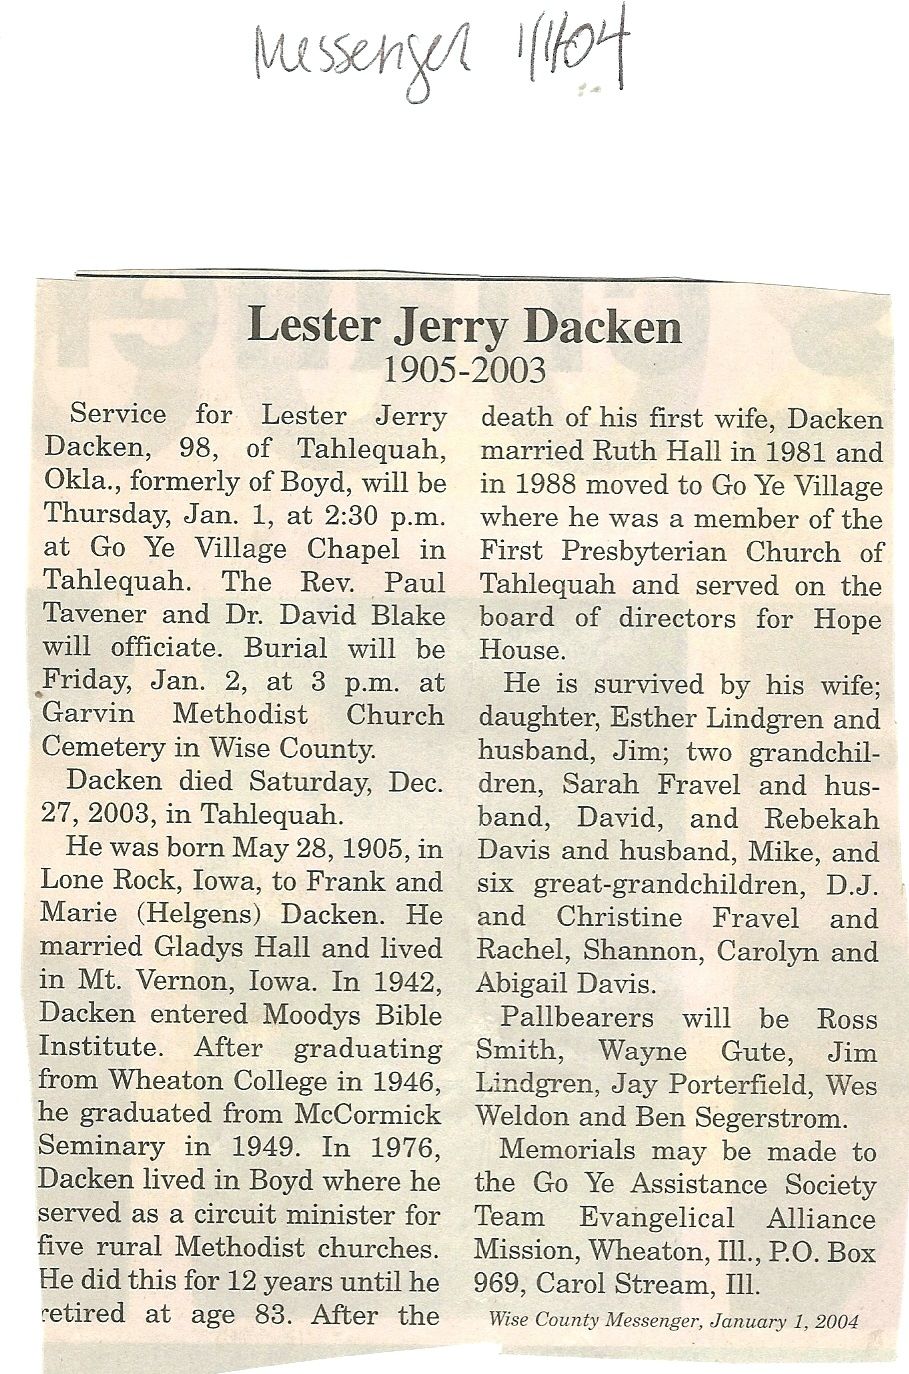 Messenger 1/1/04
Lester Jerry Dacken
1905-2003
Service for Lester Jerry
Dacken, 98, of Tahlequah,
Okla., formerly of Boyd, will be
Thursday, Jan. 1, at 2:30 p.m.
at Go Ye Village Chapel in
Tahlequah. The Rev. Paul
Tavener and Dr. David Blake
will officiate. Burial will be
Friday, Jan. 2, at 3 p.m. at
Garvin Methodist Church
Cemetery in Wise County.
Dacken died Saturday, Dec.
27, 2003, in Tahlequah.
He was born May 28, 1905, in
Lone Rock, Iowa, to Frank and
Marie (Helgens) Dacken. He
married Gladys Hall and lived
in Mt. Vernon, Iowa. In 1942,
Dacken entered Moodys Bible
Institute. After graduating
from Wheaton College in 1946,
he graduated from McCormick
Seminary in 1949. In 1976,
Dacken lived in Boyd where he
served as a circuit minister for
five rural Methodist churches.
He did this for 12 years until he
retired at age 83. After the
death of his first wife, Dacken
married Ruth Hall in 1981 and
in 1988 moved to Go Ye Village
where he was a member of the
First Presbyterian Church of
Tahlequah and served on the
board of directors for Hope
House.
He is survived by his wife;
daughter, Esther Lindgren and
husband, Jim; two grandchil-
dren, Sarah Fravel and hus-
band, David, and Rebekah
Davis and husband, Mike, and
six great-grandchildren, D.J.
and Christine Fravel and
Rachel, Shannon, Carolyn and
Abigail Davis.
Pallbearers will be Ross
Smith, Wayne Gute, Jim
Lindgren, Jay Porterfield, Wes
Weldon and Ben Segerstrom.
Memorials may be made to
the Go Ye Assistance Society
Team Evangelical Alliance
Mission, Wheaton, Ill., P.O. Box
969, Carol Stream, Ill.
Wise County Messenger, January 1, 2004